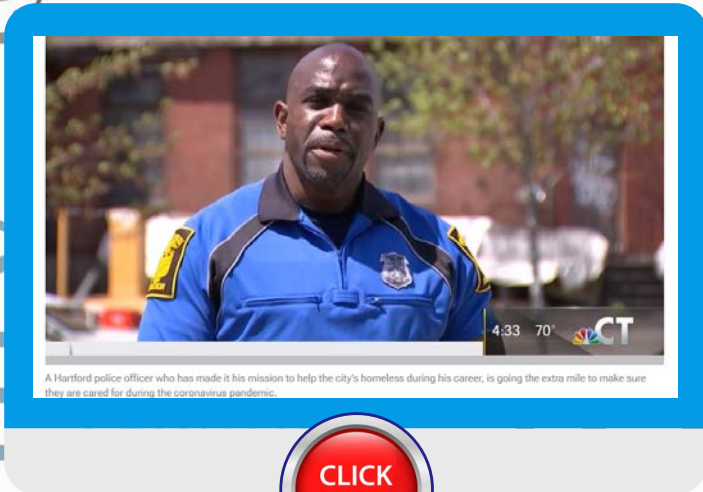 4:33 70° CT
A Hartford police officer who has made it his mission to help the city's homeless during his career, is going the extra mile to make sure
they are cared for during the coronavirus pandemic.
CLICK